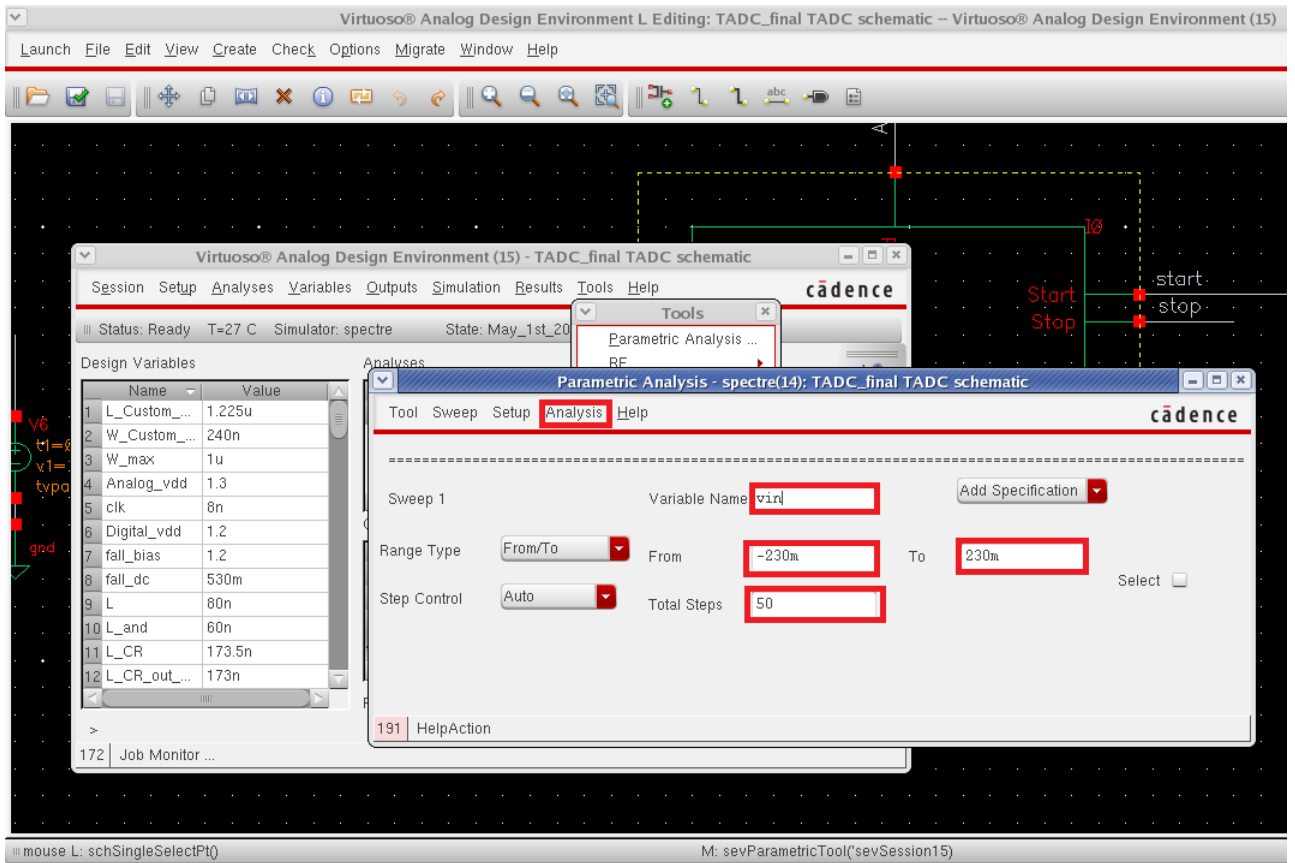 Virtuoso® Analog Design Environment L Editing: TADC_final TADC schematic -- Virtuoso® Analog Design Environment (15)
Launch File Edit View Create Check Options Migrate Window Help
abc
A
I0
Start
Stop
start
stop
V6
t1=0
v1=
typa
gnd
Virtuoso® Analog Design Environment (15) - TADC_final TADC schematic
Session Setup Analyses Variables Outputs Simulation Results Tools Help
cādence
Status: Ready T=27 C Simulator: spectre State: May_1st_20
Design Variables
Analyses
Name Value
1 L_Custom_... 1.225u
2 W_Custom_... 240n
3 W_max 1u
4 Analog_vdd 1.3
5 clk 8n
6 Digital_vdd 1.2
7 fall_bias 1.2
8 fall_dc 530m
9 L 80n
10 L_and 60n
11 L_CR 173.5n
12 L_CR_out_... 173n
>
172 Job Monitor ...
Tools
Parametric Analysis ...
RF
Parametric Analysis - spectre(14): TADC_final TADC schematic
Tool Sweep Setup Analysis Help
cādence
Sweep 1 Variable Name vin Add Specification
Range Type From/To From -230m To 230m
Select
Step Control Auto Total Steps 50
191 HelpAction
mouse L: schSingleSelectPt() M: sevParametricTool('sevSession15)